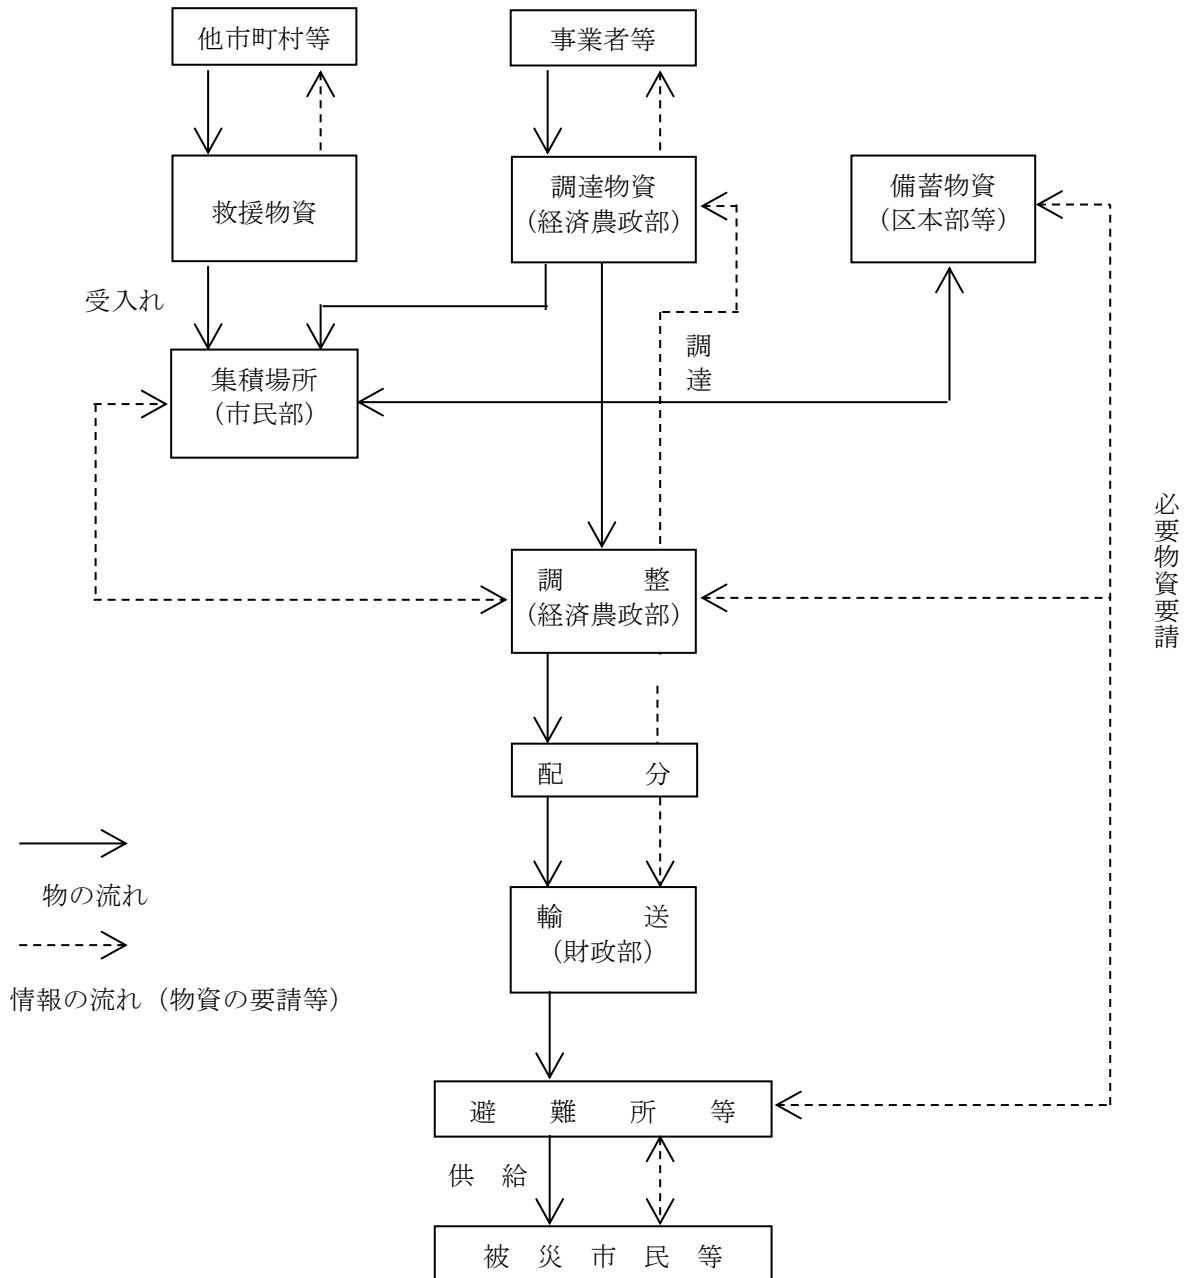 他市町村等
事業者等
救援物資
調達物資
（経済農政部）
備蓄物資
（区本部等）
受入れ
調達
集積場所
（市民部）
必要物資要請
調　　　整
（経済農政部）
配　　　分
物の流れ
輸　　　送
（財政部）
情報の流れ（物資の要請等）
避　難　所　等
供　給
被　災　市　民　等